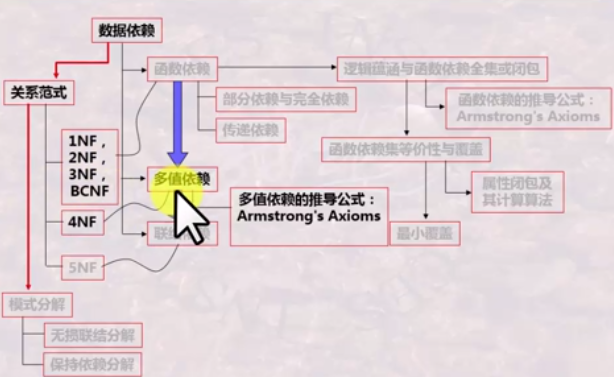 数据依赖
函数依赖
逻辑蕴涵与函数依赖全集或闭包
关系范式
部分依赖与完全依赖
函数依赖的推导公式：
Armstrong's Axioms
传递依赖
1NF，
2NF，
3NF，
BCNF
函数依赖集等价性与覆盖
多值依赖
属性闭包及
其计算算法
多值依赖的推导公式：
Armstrong's Axioms
4NF
联结
最小覆盖
5NF
模式分解
无损联结分解
保持依赖分解